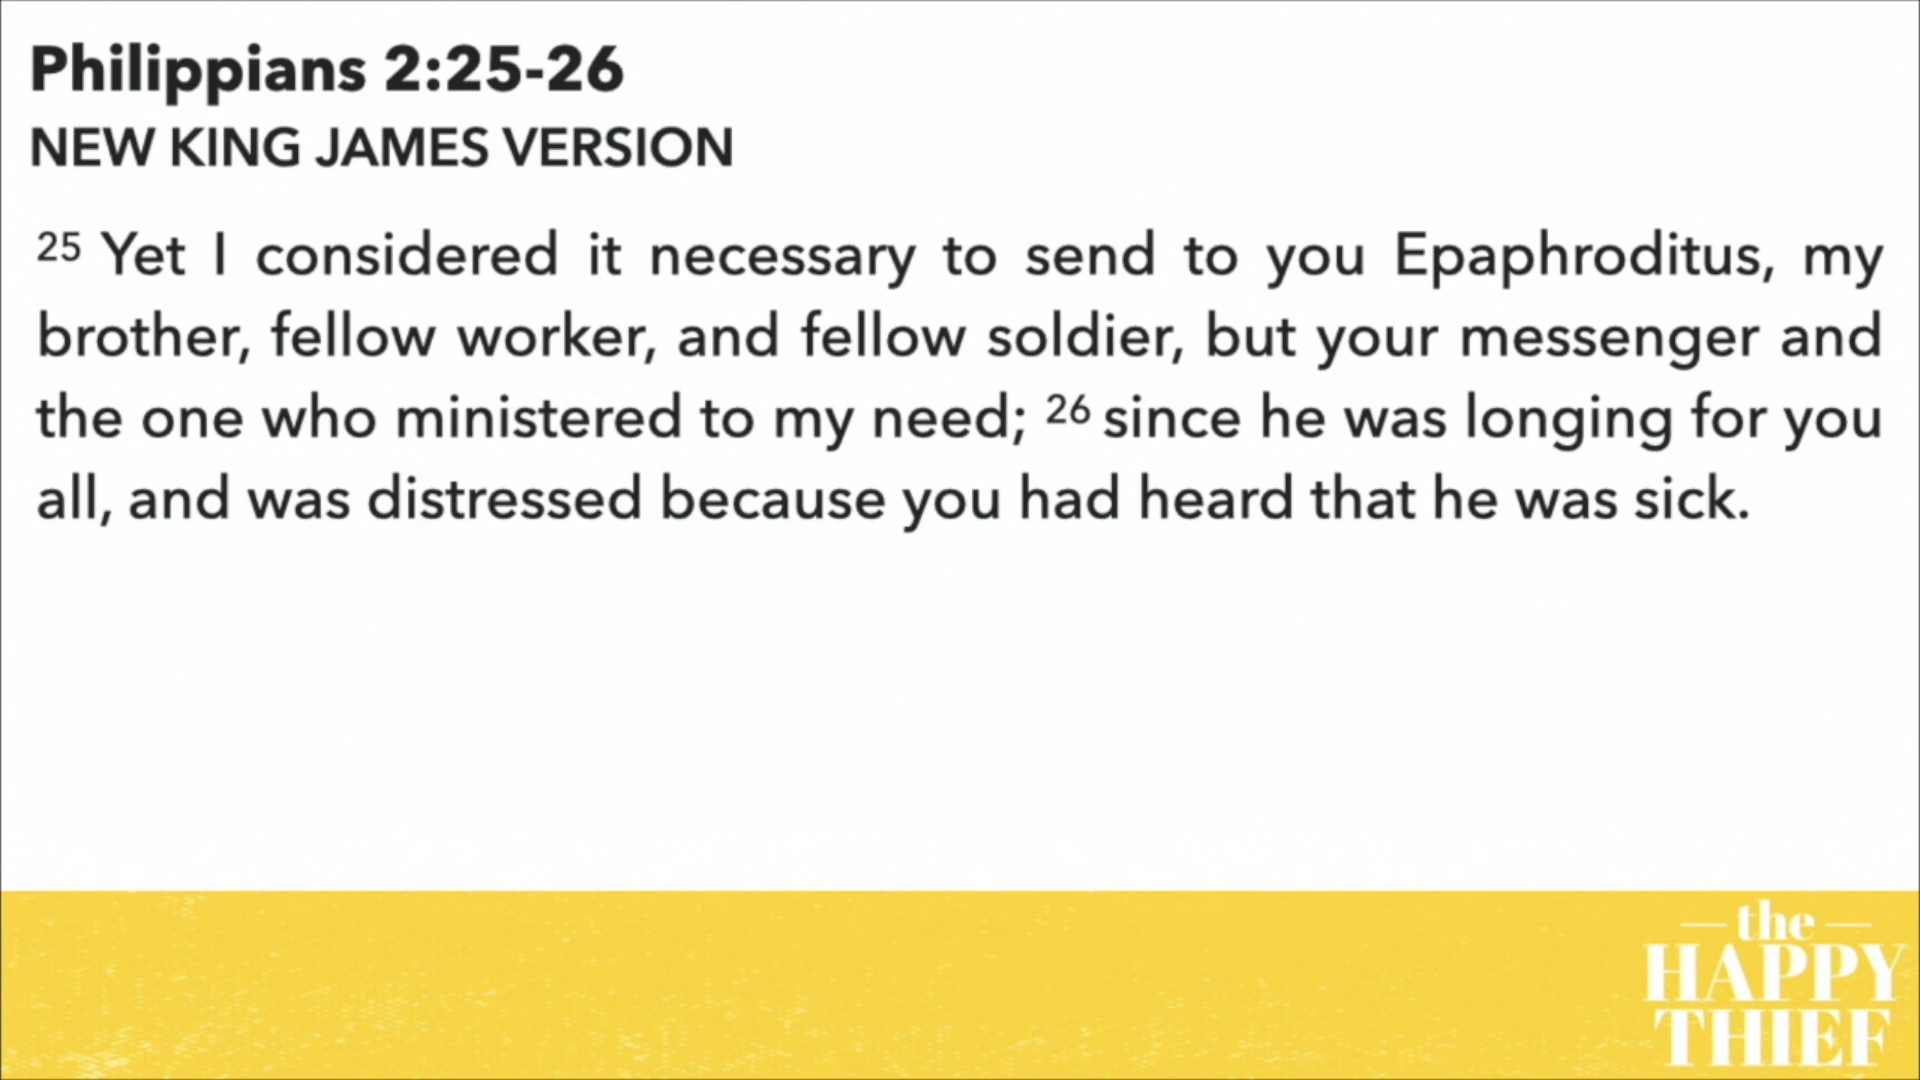 Philippians 2:25-26
NEW KING JAMES VERSION
25 Yet I considered it necessary to send to you Epaphroditus, my
brother, fellow worker, and fellow soldier, but your messenger and
the one who ministered to my need; 26 since he was longing for you
all, and was distressed because you had heard that he was sick.
the
HAPPY
THIEF